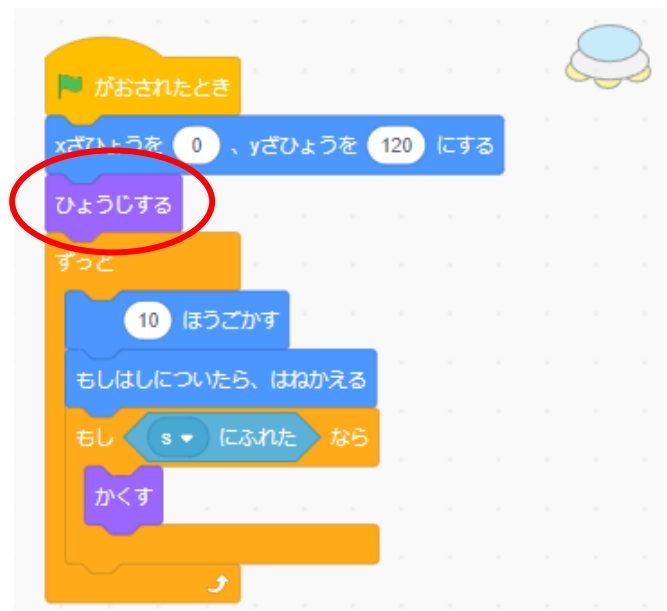 がおされたとき
xざひょうを 0 、yざひょうを 120 にする
ひょうじする
ずっと
10 ほうごかす
もしはしについたら、はねかえる
もし s にふれた なら
かくす